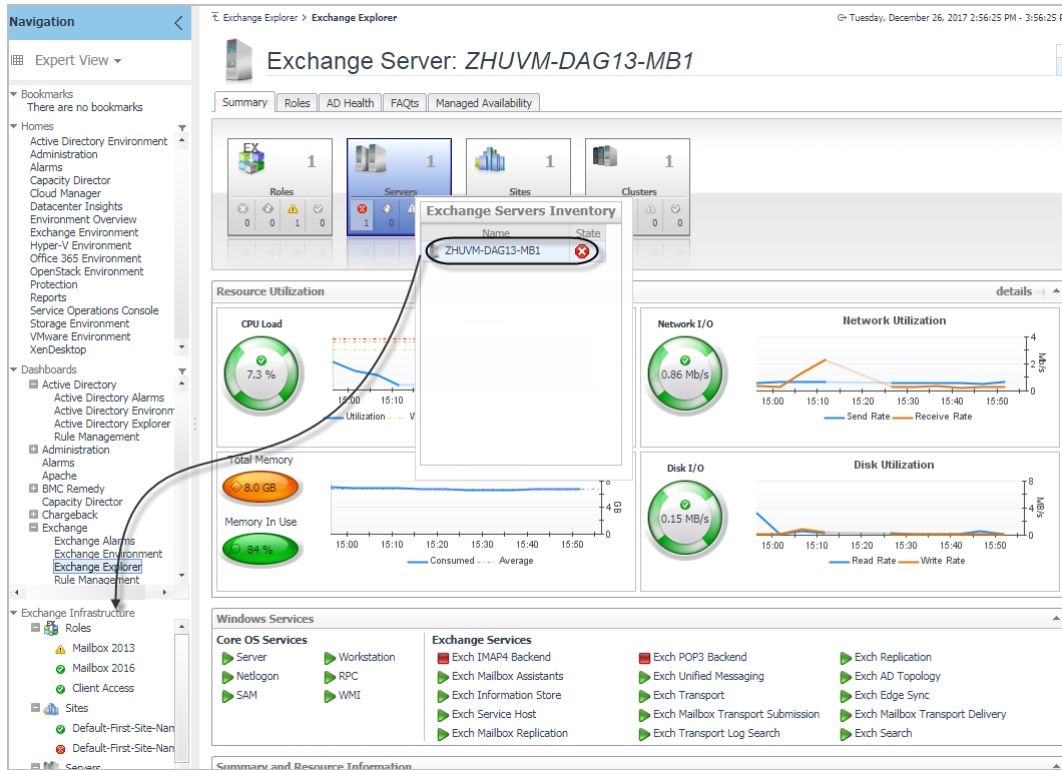 Navigation
Expert View
Bookmarks
There are no bookmarks
Homes
Active Directory Environment
Administration
Alarms
Capacity Director
Cloud Manager
Datacenter Insights
Environment Overview
Exchange Environment
Hyper-V Environment
Office 365 Environment
OpenStack Environment
Protection
Reports
Service Operations Console
Storage Environment
VMware Environment
XenDesktop
Dashboards
Active Directory
Active Directory Alarms
Active Directory Environm
Active Directory Explorer
Rule Management
Administration
Alarms
Apache
BMC Remedy
Capacity Director
Chargeback
Exchange
Exchange Alarms
Exchange Environment
Exchange Explorer
Rule Management
Exchange Infrastructure
Roles
Mailbox 2013
Mailbox 2016
Client Access
Sites
Default-First-Site-Nam
Default-First-Site-Nam
Servers
Exchange Explorer > Exchange Explorer
Tuesday, December 26, 2017 2:56:25 PM - 3:56:25 P
Exchange Server: ZHUVM-DAG13-MB1
Summary Roles AD Health FAQts Managed Availability
EX 1 1 1 1
Roles Servers Sites Clusters
0 0 1 0 1 0 0 0
Exchange Servers Inventory
Name State
ZHUVM-DAG13-MB1
Resource Utilization details
CPU Load
7.3 %
15:00 15:10
Utilization
Network I/O
0.86 Mb/s
Network Utilization
4
2
0
Mb/s
15:00 15:10 15:20 15:30 15:40 15:50
Send Rate Receive Rate
Total Memory
8.0 GB
Memory In Use
84 %
4
0
GB
15:00 15:10 15:20 15:30 15:40 15:50
Consumed Average
Disk I/O
0.15 MB/s
Disk Utilization
8
4
0
MB/s
15:00 15:10 15:20 15:30 15:40 15:50
Read Rate Write Rate
Windows Services
Core OS Services
Server Workstation
Netlogon RPC
SAM WMI
Exchange Services
Exch IMAP4 Backend Exch POP3 Backend Exch Replication
Exch Mailbox Assistants Exch Unified Messaging Exch AD Topology
Exch Information Store Exch Transport Exch Edge Sync
Exch Service Host Exch Mailbox Transport Submission Exch Mailbox Transport Delivery
Exch Mailbox Replication Exch Transport Log Search Exch Search
Summary and Resource Information